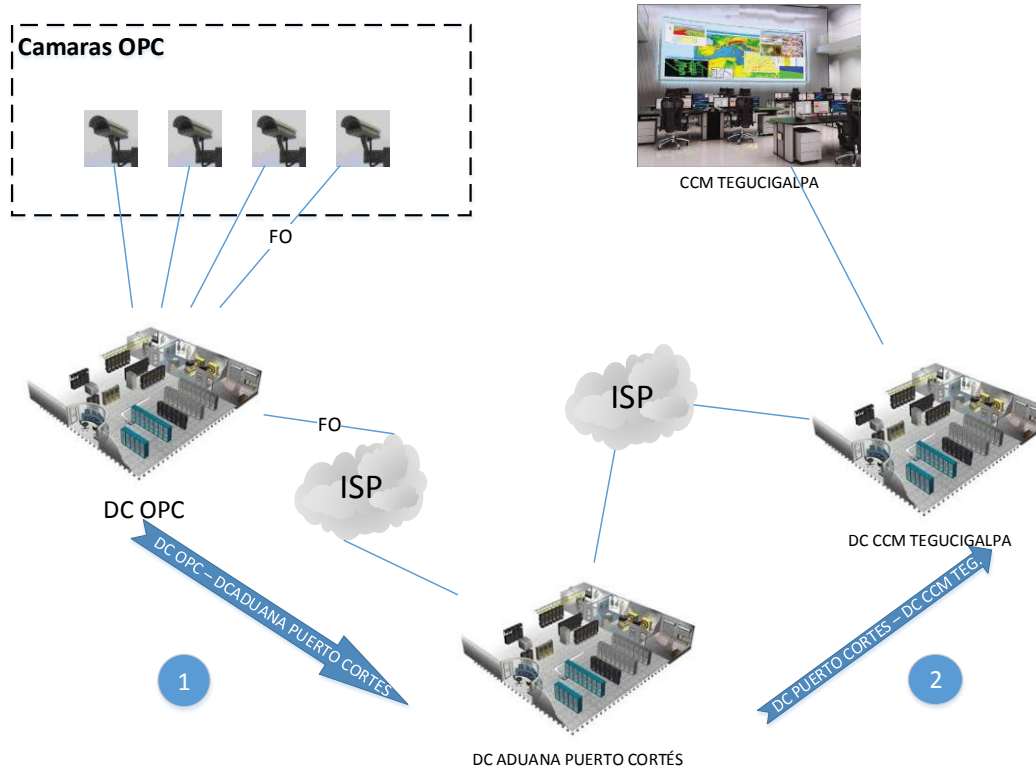 Camaras OPC
CCM TEGUCIGALPA
FO
ISP
FO
ISP
DC OPC
DC CCM TEGUCIGALPA
DC OPC – DCADUANA PUERTO CORTES
DC PUERTO CORTES – DC CCM TEG.
1
2
DC ADUANA PUERTO CORTÉS